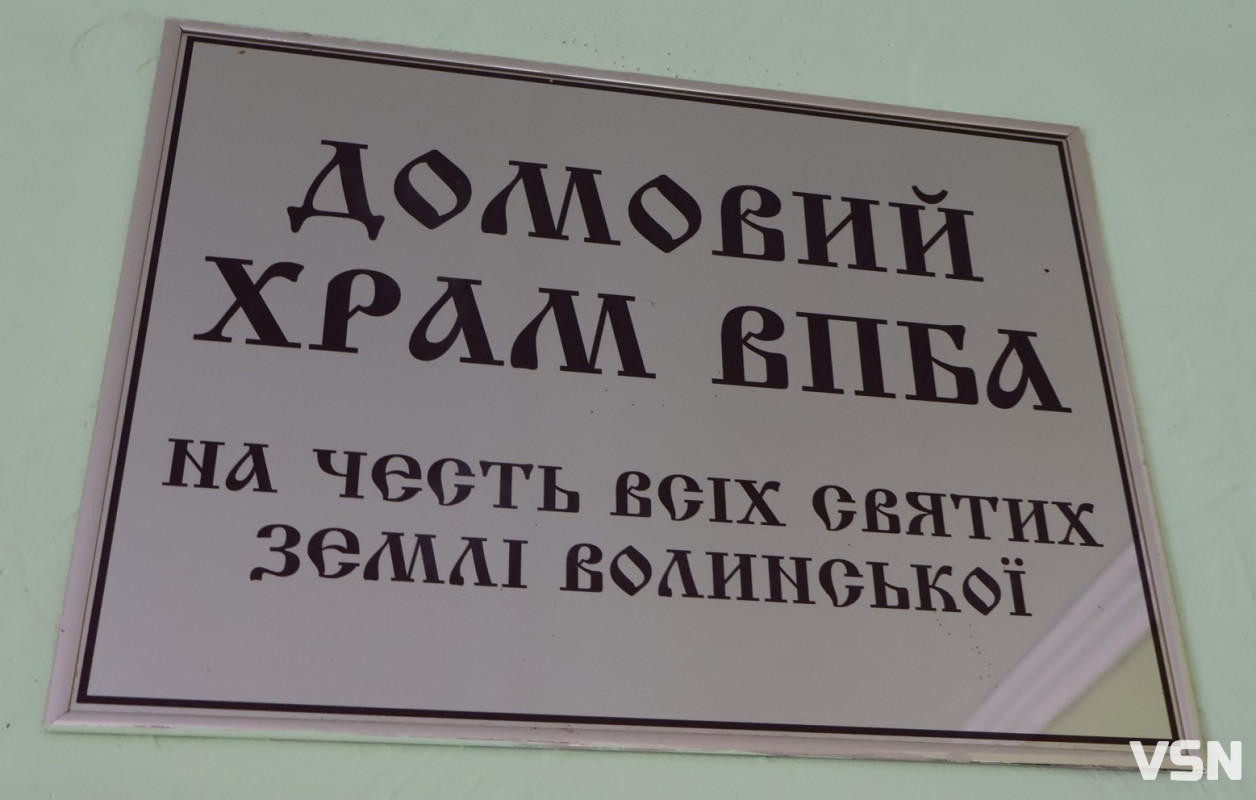 ДОМОВИЙ
ХРАМ ВПБА
НА ЧЕСТЬ ВСІХ СВЯТИХ
ЗЕМЛІ ВОЛИНСЬКОЇ
VSN